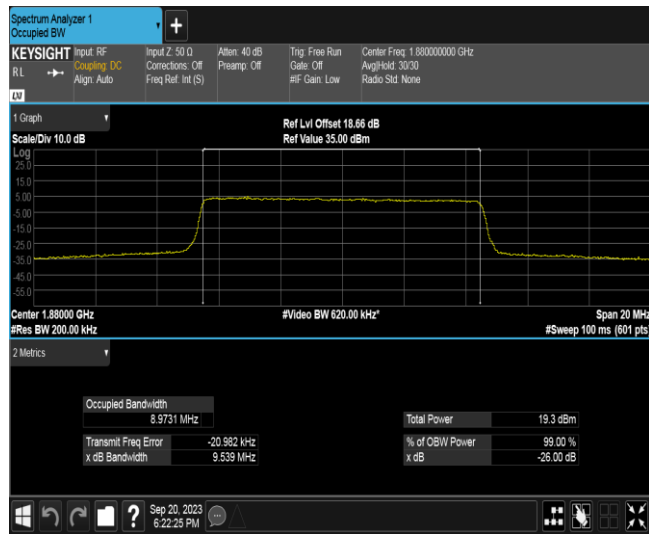 Spectrum Analyzer 1
Occupied BW
+
KEYSIGHT
RL
LXI
Input: RF
Coupling: DC
Align: Auto
Input Z: 50 Ω
Corrections: Off
Freq Ref: Int (S)
Atten: 40 dB
Preamp: Off
Trig: Free Run
Gate: Off
#IF Gain: Low
Center Freq: 1.880000000 GHz
Avg|Hold: 30/30
Radio Std: None
1 Graph
Scale/Div 10.0 dB
Ref Lvl Offset 18.66 dB
Ref Value 35.00 dBm
Log
25.0
15.0
5.00
-5.00
-15.0
-25.0
-35.0
-45.0
-55.0
Center 1.88000 GHz
#Video BW 620.00 kHz*
Span 20 MHz
#Res BW 200.00 kHz
#Sweep 100 ms (601 pts)
2 Metrics
Occupied Bandwidth
8.9731 MHz
Total Power 19.3 dBm
Transmit Freq Error -20.982 kHz
% of OBW Power 99.00 %
x dB Bandwidth 9.539 MHz
x dB -26.00 dB
?
Sep 20, 2023
6:22:25 PM